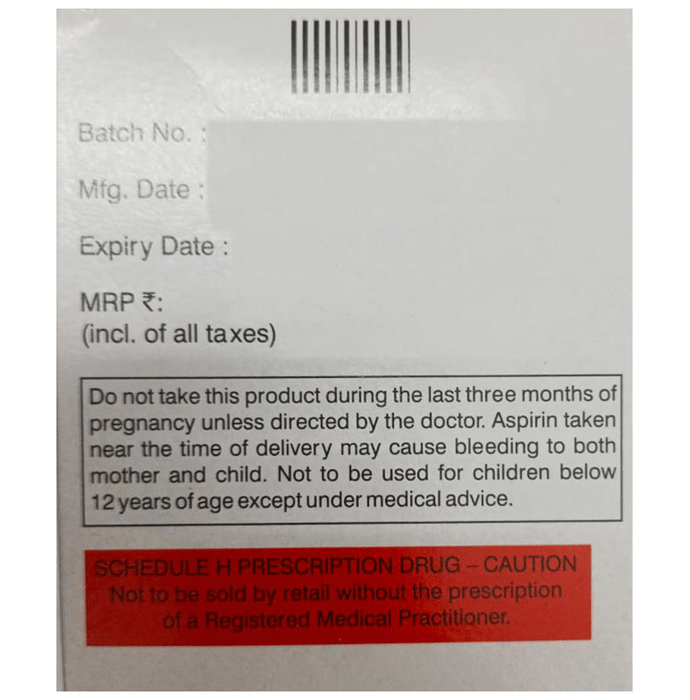 Batch No. :
Mfg. Date :
Expiry Date :
MRP ₹:
(incl. of all taxes)
Do not take this product during the last three months of
pregnancy unless directed by the doctor. Aspirin taken
near the time of delivery may cause bleeding to both
mother and child. Not to be used for children below
12 years of age except under medical advice.
SCHEDULE H PRESCRIPTION DRUG – CAUTION
Not to be sold by retail without the prescription
of a Registered Medical Practitioner.